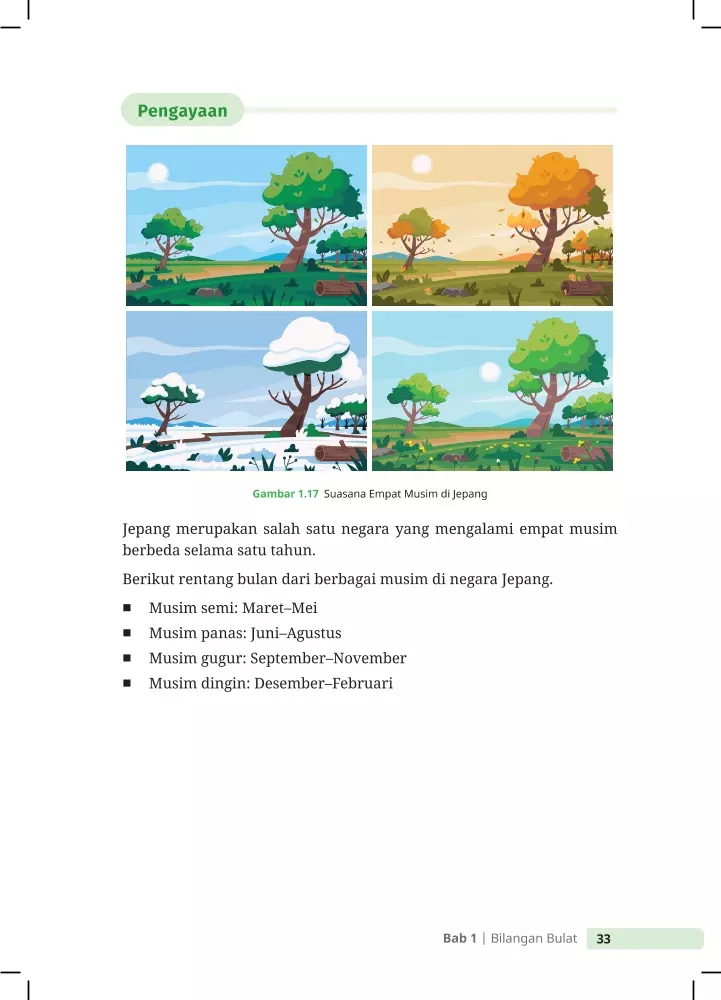 Pengayaan
Gambar 1.17 Suasana Empat Musim di Jepang
Jepang merupakan salah satu negara yang mengalami empat musim
berbeda selama satu tahun.
Berikut rentang bulan dari berbagai musim di negara Jepang.
■ Musim semi: Maret–Mei
■ Musim panas: Juni–Agustus
■ Musim gugur: September–November
■ Musim dingin: Desember–Februari
Bab 1 | Bilangan Bulat 33